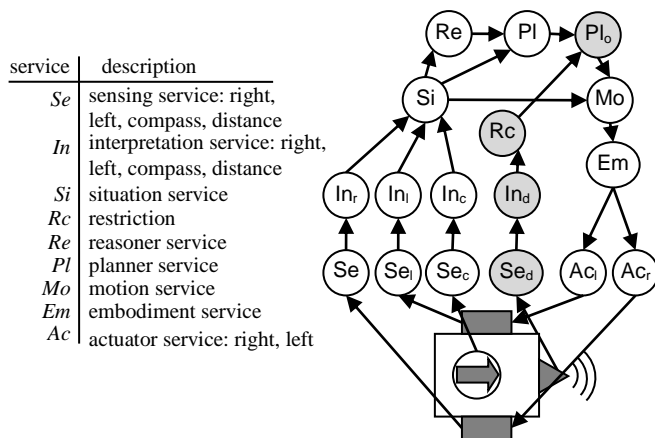 service description
Se sensing service: right,
left, compass, distance
In interpretation service: right,
left, compass, distance
Si situation service
Rc restriction
Re reasoner service
Pl planner service
Mo motion service
Em embodiment service
Ac actuator service: right, left
Re Pl Plo
Si Mo
Rc
Em
Inr Inl Inc Ind
Se Sel Sec Sed Acl Acr